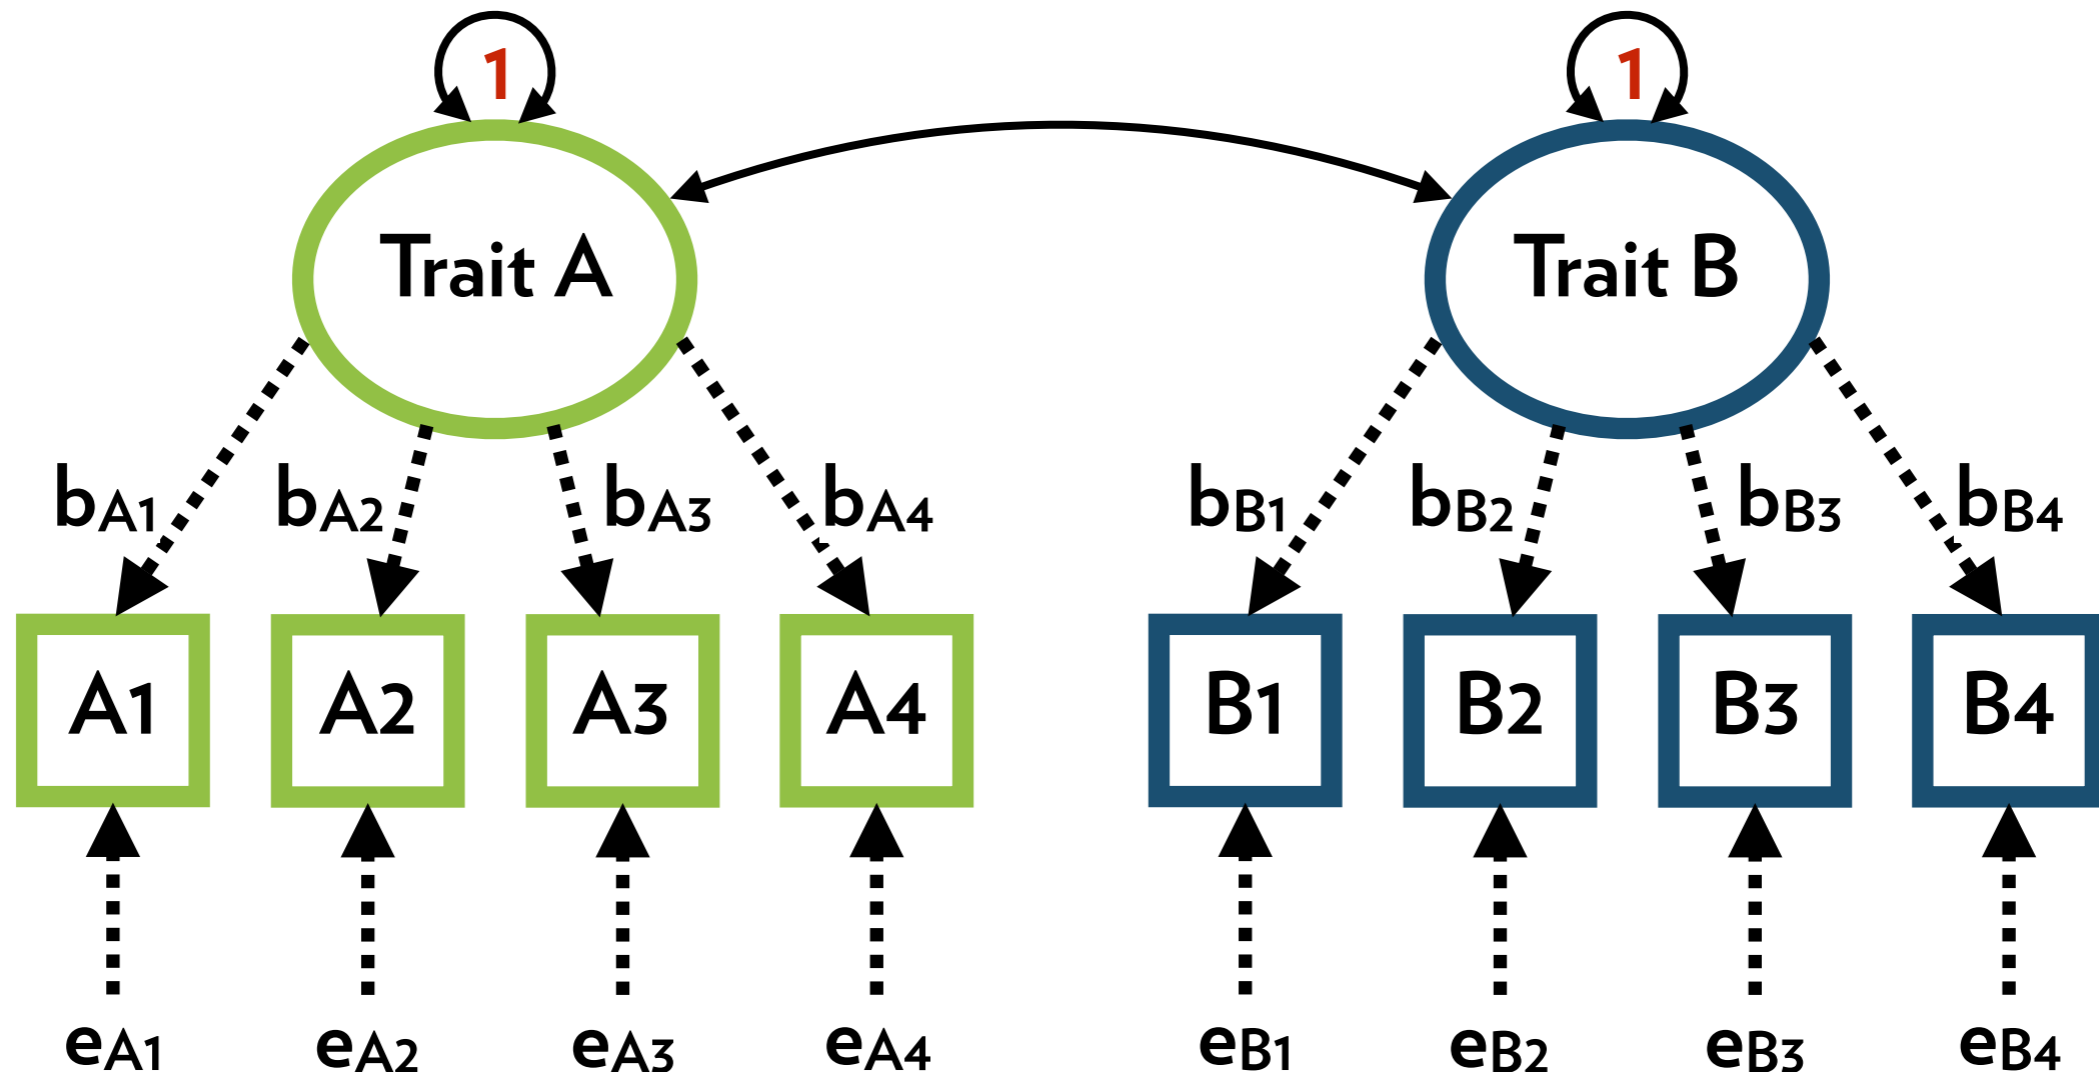 1 1
Trait A Trait B
bA1 bA2 bA3 bA4 bB1 bB2 bB3 bB4
A1 A2 A3 A4 B1 B2 B3 B4
eA1 eA2 eA3 eA4 eB1 eB2 eB3 eB4